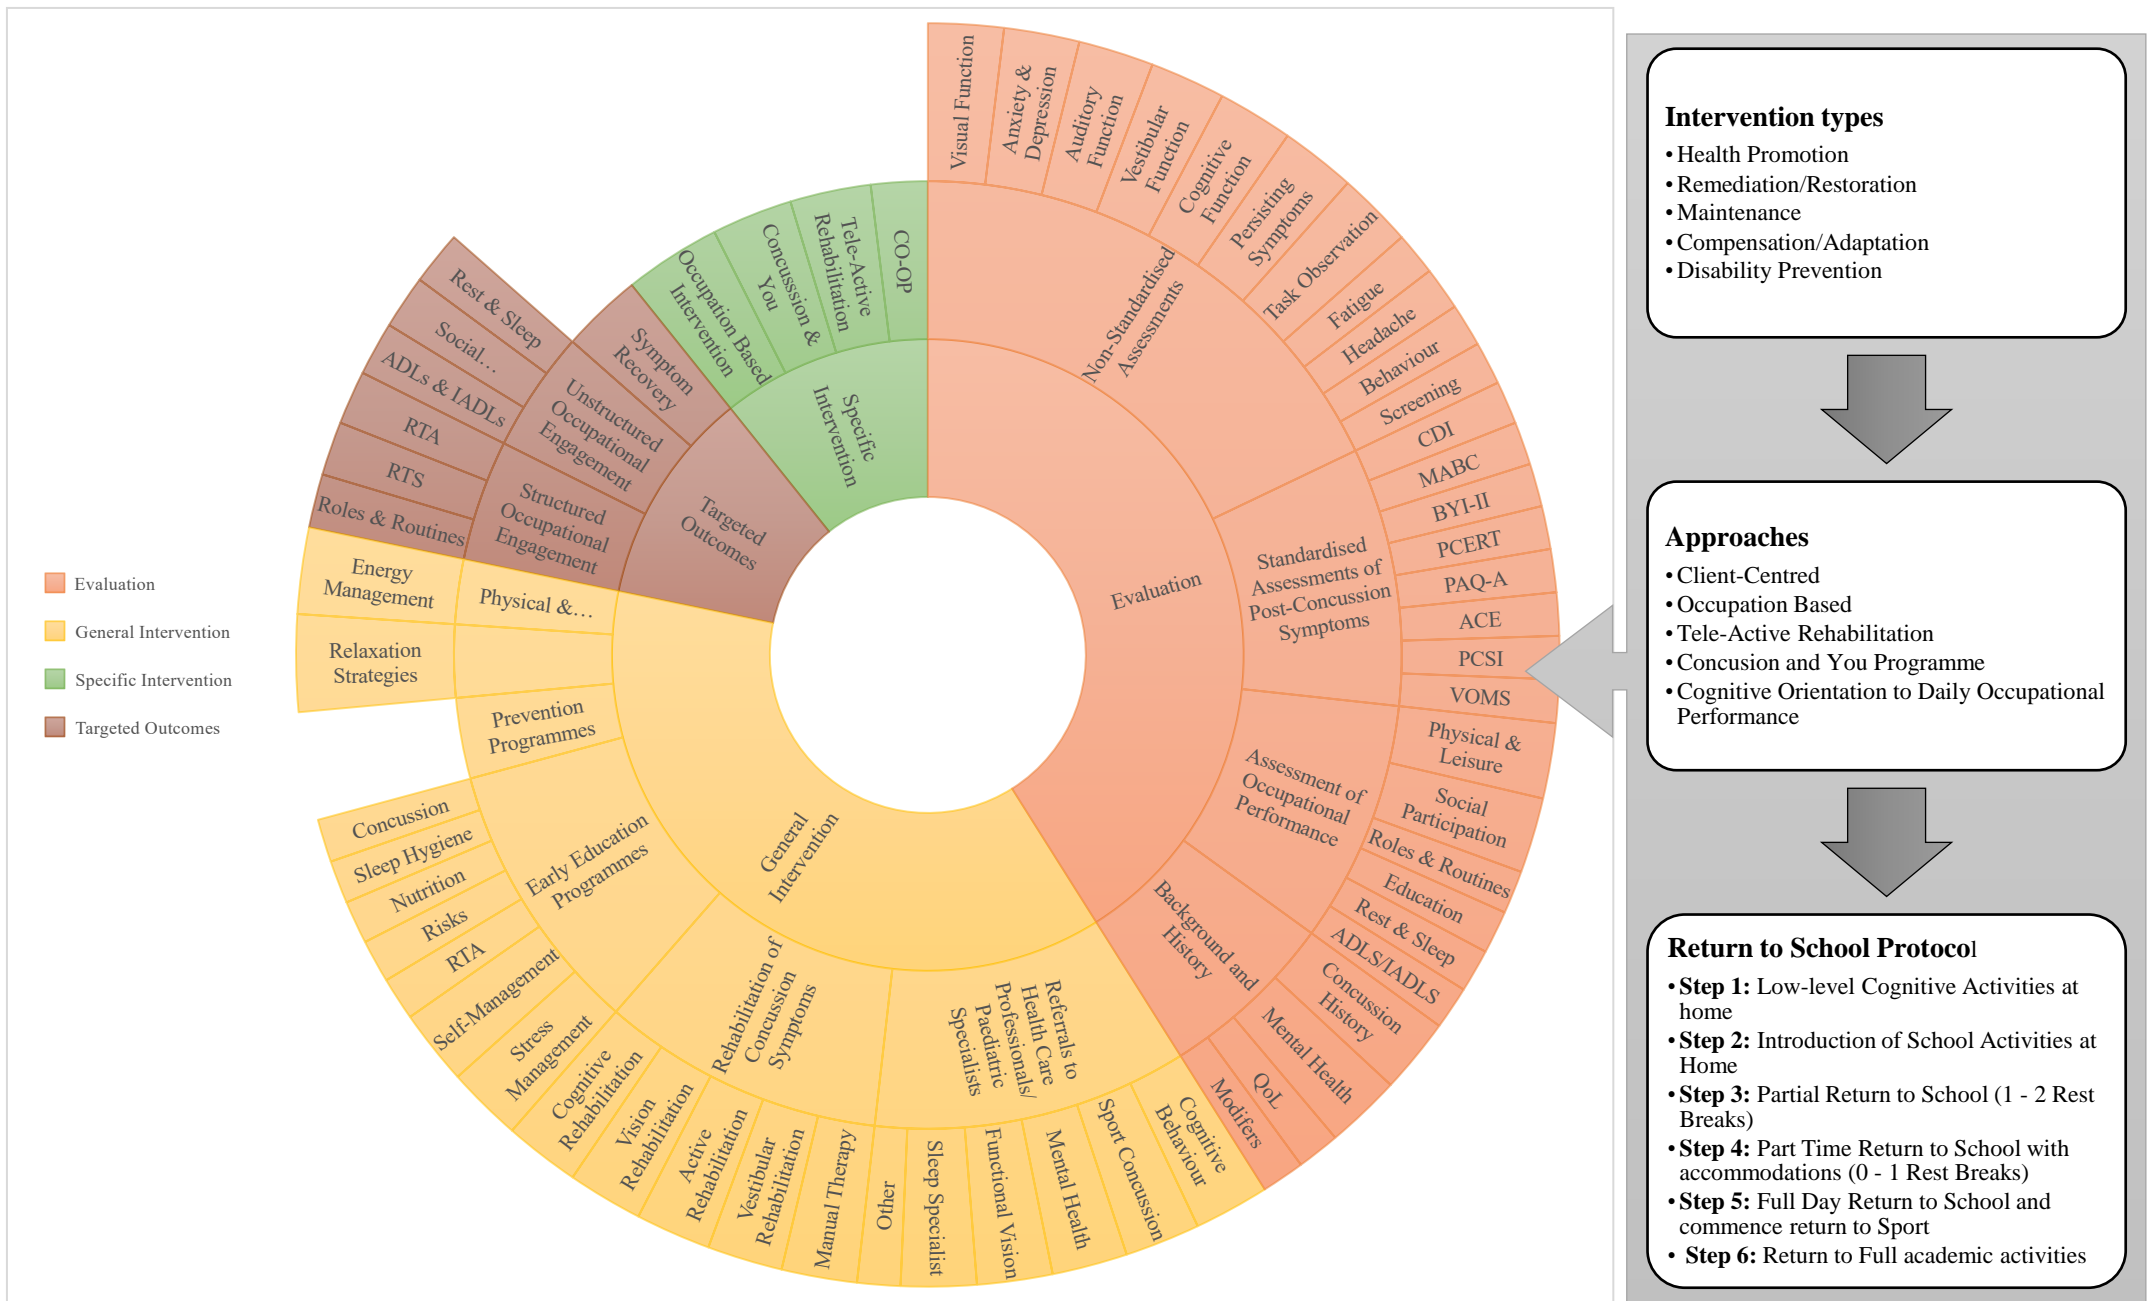 Visual Function
Anxiety &
Depression
Auditory
Function
Vestibular
Function
Cognitive
Function
Persisting
Symptoms
Task Observation
Fatigue
Headache
Behaviour
Screening
CDI
MABC
BYI-II
PCERT
PAQ-A
ACE
PCSI
VOMS
Physical &
Leisure
Social
Participation
Roles & Routines
Education
Rest & Sleep
ADLS/IADLS
Concussion
History
Mental Health
QoL
Modifers
Non-Standardised
Assessments
Standardised
Assessments of
Post-Concussion
Symptoms
Assessment of
Occupational
Performance
Background and
History
Evaluation
Cognitive
Behaviour
Sport Concussion
Mental Health
Functional Vision
Sleep Specialist
Other
Manual Therapy
Vestibular
Rehabilitation
Active
Rehabilitation
Vision
Rehabilitation
Cognitive
Rehabilitation
Stress
Management
Self-Management
RTA
Risks
Nutrition
Sleep Hygiene
Concussion
Referrals to
Health Care
Professionals/
Paediatric
Specialists
Rehabilitation of
Concussion
Symptoms
Early Education
Programmes
Prevention
Programmes
Relaxation
Strategies
Energy
Management
Physical &…
General
Intervention
Roles & Routines
RTS
RTA
ADLs & IADLs
Social…
Rest & Sleep
Structured
Occupational
Engagement
Unstructured
Occupational
Engagement
Symptom
Recovery
Targeted
Outcomes
Occupation Based
Intervention
Concusssion &
You
Tele-Active
Rehabilitation
CO-OP
Specific
Intervention
Evaluation
General Intervention
Specific Intervention
Targeted Outcomes
Intervention types
• Health Promotion
• Remediation/Restoration
• Maintenance
• Compensation/Adaptation
• Disability Prevention
Approaches
• Client-Centred
• Occupation Based
• Tele-Active Rehabilitation
• Concusion and You Programme
• Cognitive Orientation to Daily Occupational
Performance
Return to School Protocol
• Step 1: Low-level Cognitive Activities at
home
• Step 2: Introduction of School Activities at
Home
• Step 3: Partial Return to School (1 - 2 Rest
Breaks)
• Step 4: Part Time Return to School with
accommodations (0 - 1 Rest Breaks)
• Step 5: Full Day Return to School and
commence return to Sport
• Step 6: Return to Full academic activities